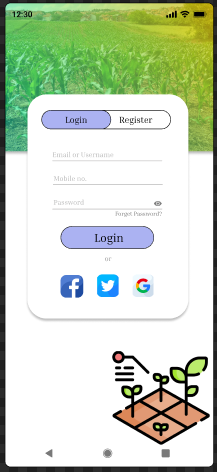 12:30
Login Register
Email or Username
Mobile no.
Password
Forget Password?
Login
or